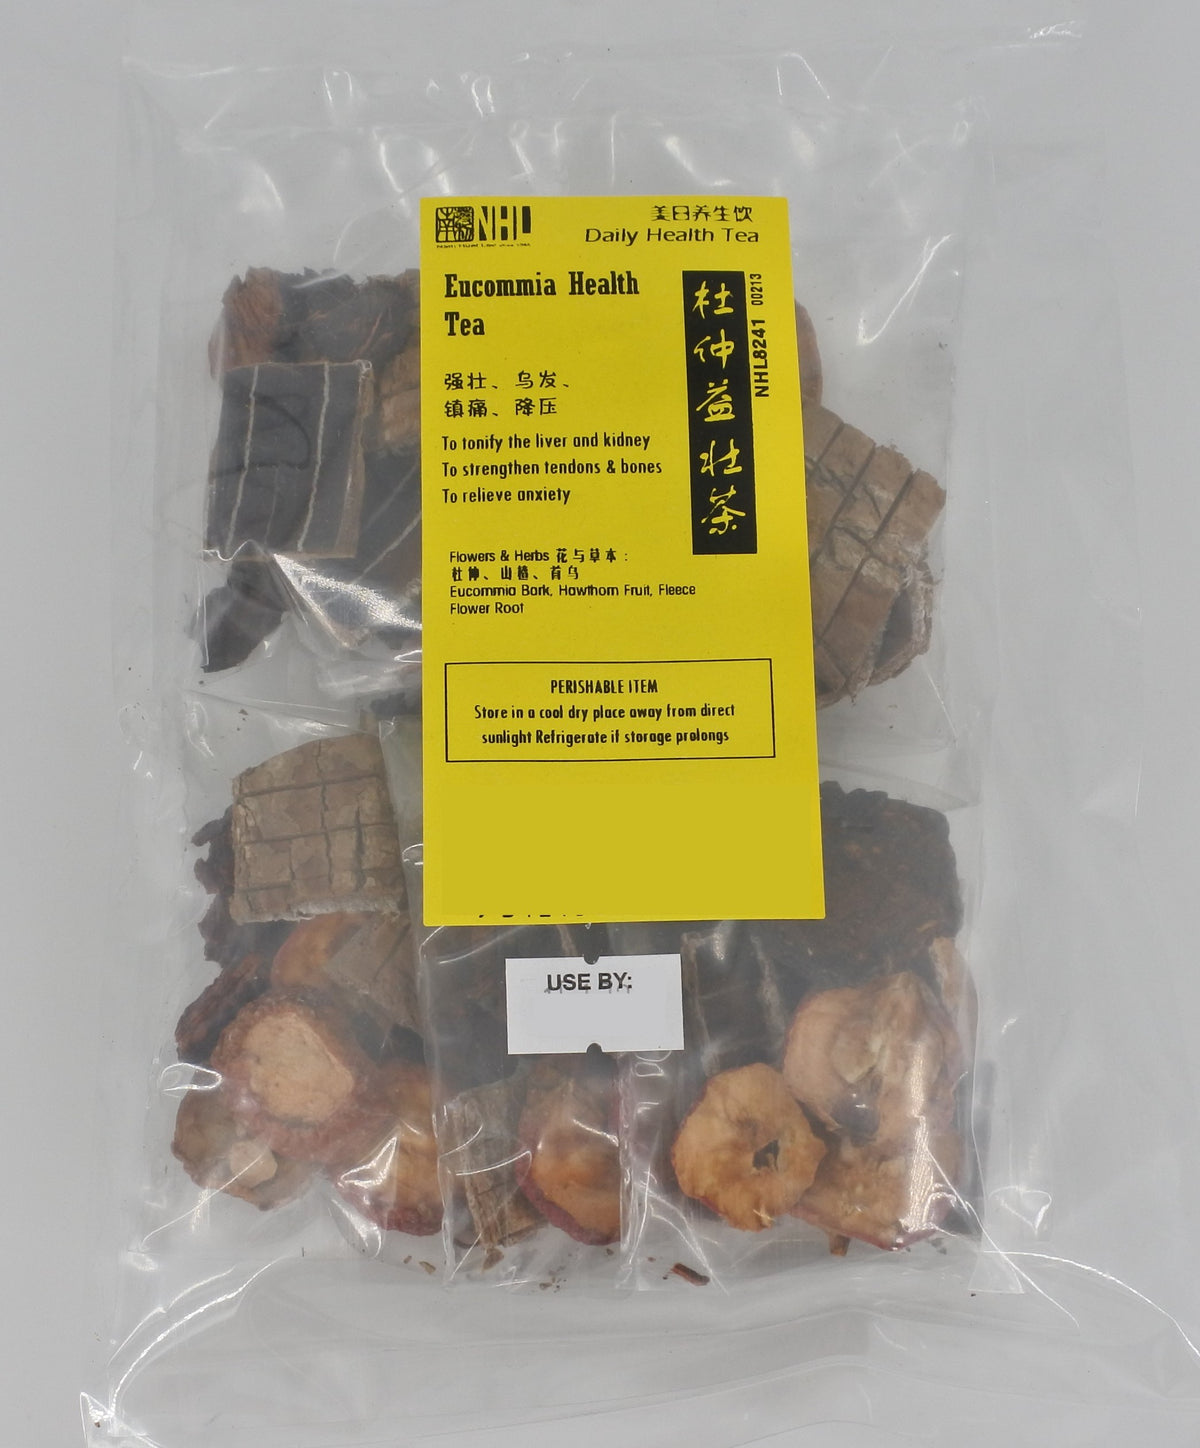 NHL
美日养生饮
Daily Health Tea
Eucommia Health
Tea
杜仲益壮茶
NHL8241 00213
强壮、乌发、
镇痛、降压
To tonify the liver and kidney
To strengthen tendons & bones
To relieve anxiety
Flowers & Herbs 花与草本：
杜仲、山楂、首乌
Eucommia Bark, Hawthorn Fruit, Fleece
Flower Root
PERISHABLE ITEM
Store in a cool dry place away from direct
sunlight Refrigerate if storage prolongs
USE BY: